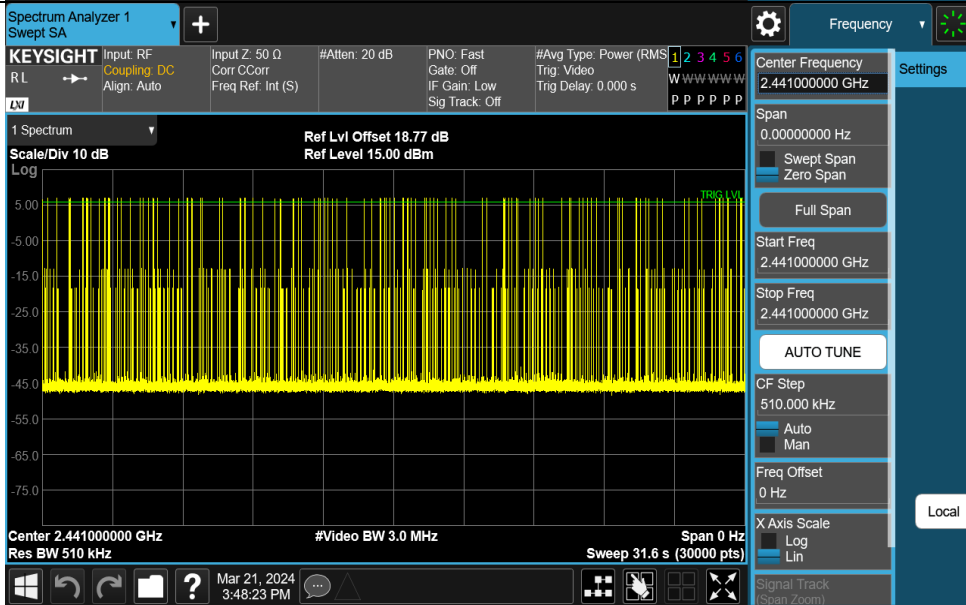 Spectrum Analyzer 1
Swept SA
+
Frequency
KEYSIGHT
RL
LXI
Input: RF
Coupling: DC
Align: Auto
Input Z: 50 Ω
Corr CCorr
Freq Ref: Int (S)
#Atten: 20 dB
PNO: Fast
Gate: Off
IF Gain: Low
Sig Track: Off
#Avg Type: Power (RMS
Trig: Video
Trig Delay: 0.000 s
1 2 3 4 5 6
W W W W W W
P P P P P P
1 Spectrum
Scale/Div 10 dB
Log
Ref Lvl Offset 18.77 dB
Ref Level 15.00 dBm
TRIG LVL
5.00
-5.00
-15.0
-25.0
-35.0
-45.0
-55.0
-65.0
-75.0
Center 2.441000000 GHz
Res BW 510 kHz
#Video BW 3.0 MHz
Span 0 Hz
Sweep 31.6 s (30000 pts)
Center Frequency
2.441000000 GHz
Settings
Span
0.00000000 Hz
Swept Span
Zero Span
Full Span
Start Freq
2.441000000 GHz
Stop Freq
2.441000000 GHz
AUTO TUNE
CF Step
510.000 kHz
Auto
Man
Freq Offset
0 Hz
Local
X Axis Scale
Log
Lin
Signal Track
(Span Zoom)
?
Mar 21, 2024
3:48:23 PM